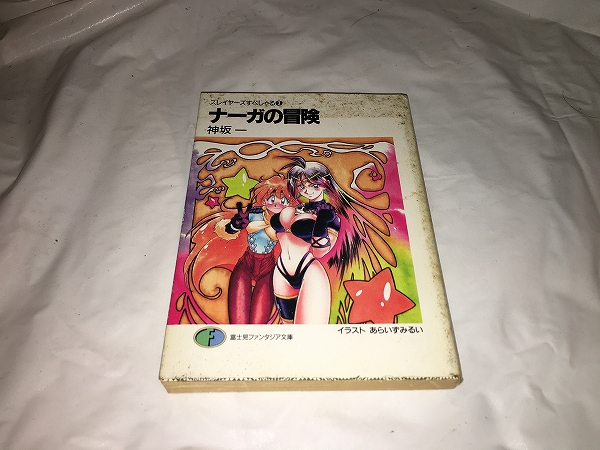 スレイヤーズすぺしゃる3
ナーガの冒険
神坂 一
イラスト あらいずみるい
F
富士見ファンタジア文庫